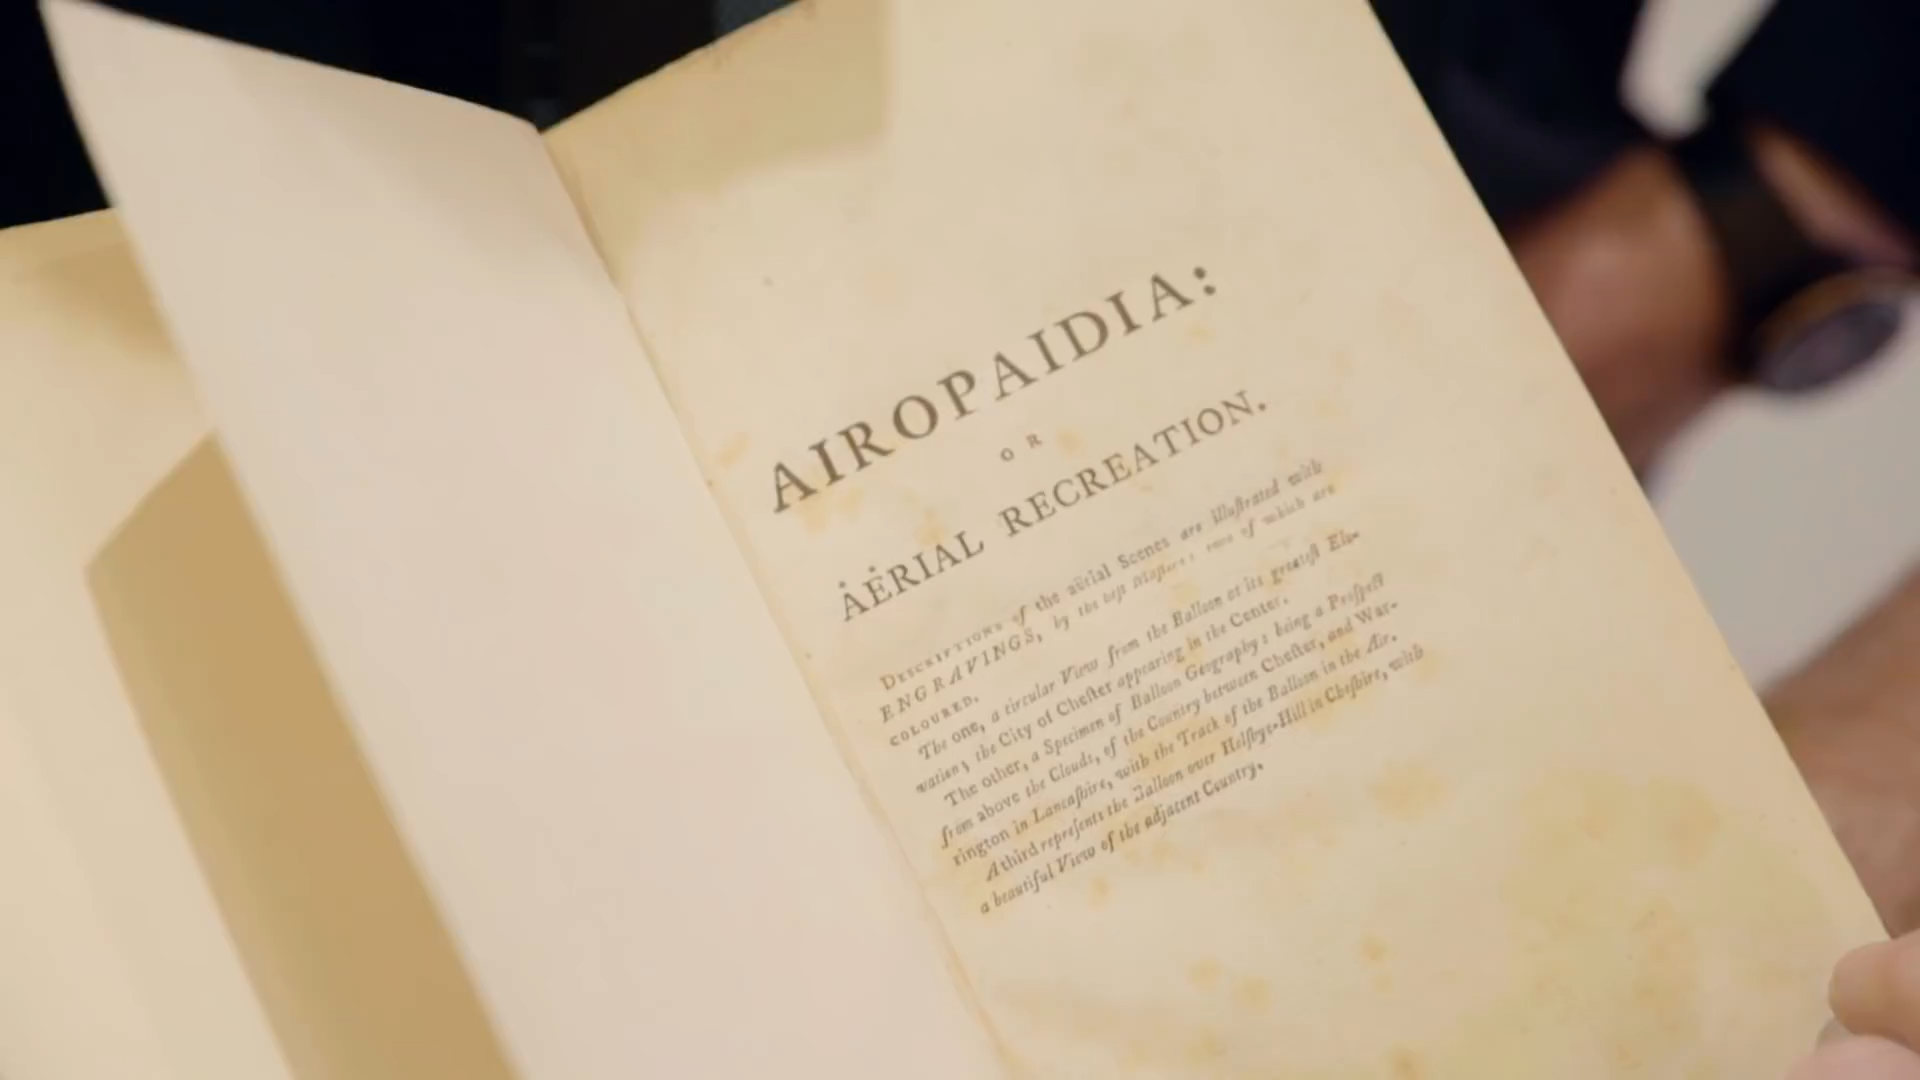 AIROPAIDIA:
OR
AËRIAL RECREATION.
DESCRIPTIONS of the aërial Scenes are illuſtrated with
ENGRAVINGS, by the beſt Maſters; two of which are
COLOURED.
The one, a circular View from the Balloon at its greateſt Ele-
vation; the City of Cheſter appearing in the Center.
The other, a Specimen of Balloon Geography: being a Proſpect
from above the Clouds, of the Country between Cheſter, and War-
rington in Lancaſhire, with the Track of the Balloon in the Air.
A third repreſents the Balloon over Helſbye-Hill in Cheſhire, with
a beautiful View of the adjacent Country.